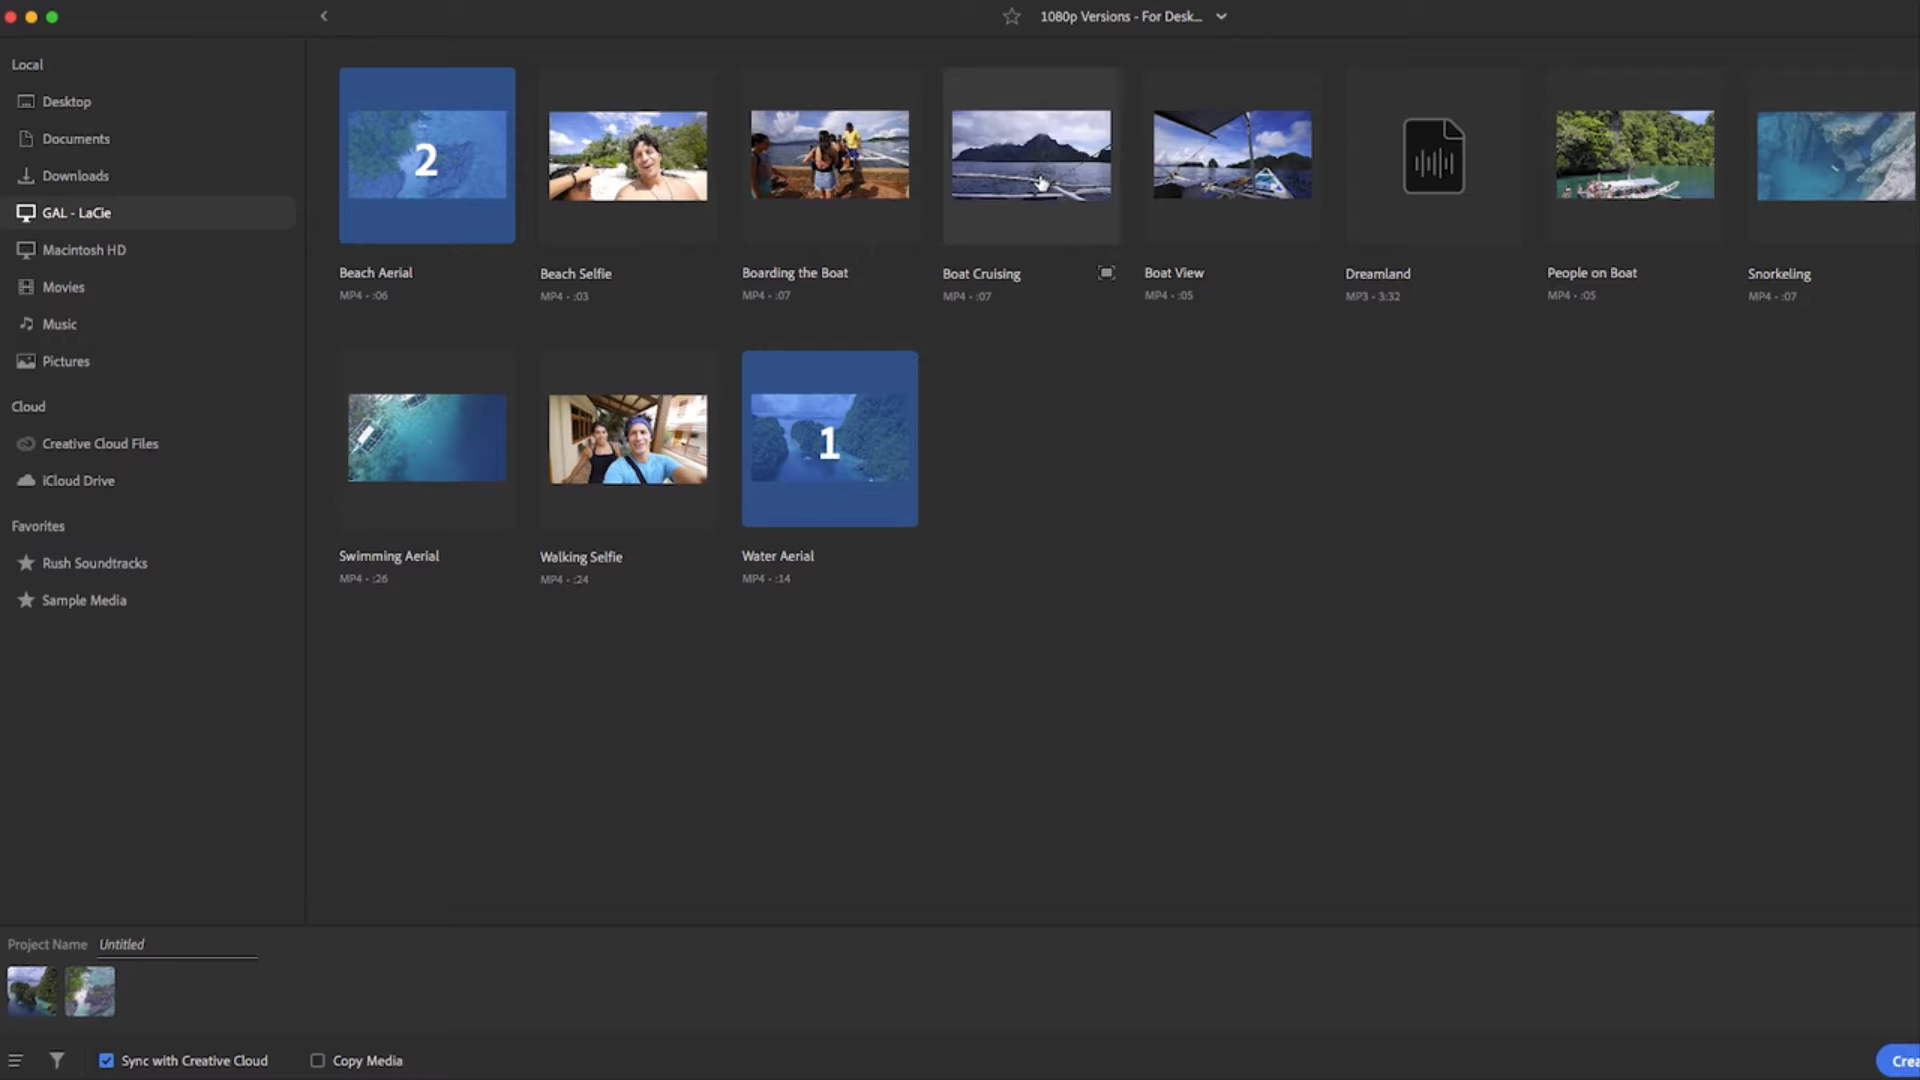 1080p Versions - For Desk...
Local
Desktop
Documents
Downloads
GAL - LaCie
Macintosh HD
Movies
Music
Pictures
Cloud
Creative Cloud Files
iCloud Drive
Favorites
Rush Soundtracks
Sample Media
2
Beach Aerial
MP4 - :06
Beach Selfie
MP4 - :03
Boarding the Boat
MP4 - :07
Boat Cruising
MP4 - :07
Boat View
MP4 - :05
Dreamland
MP3 - 3:32
People on Boat
MP4 - :05
Snorkeling
MP4 - :07
1
Swimming Aerial
MP4 - :26
Walking Selfie
MP4 - :24
Water Aerial
MP4 - :14
Project Name Untitled
Sync with Creative Cloud
Copy Media
Crea